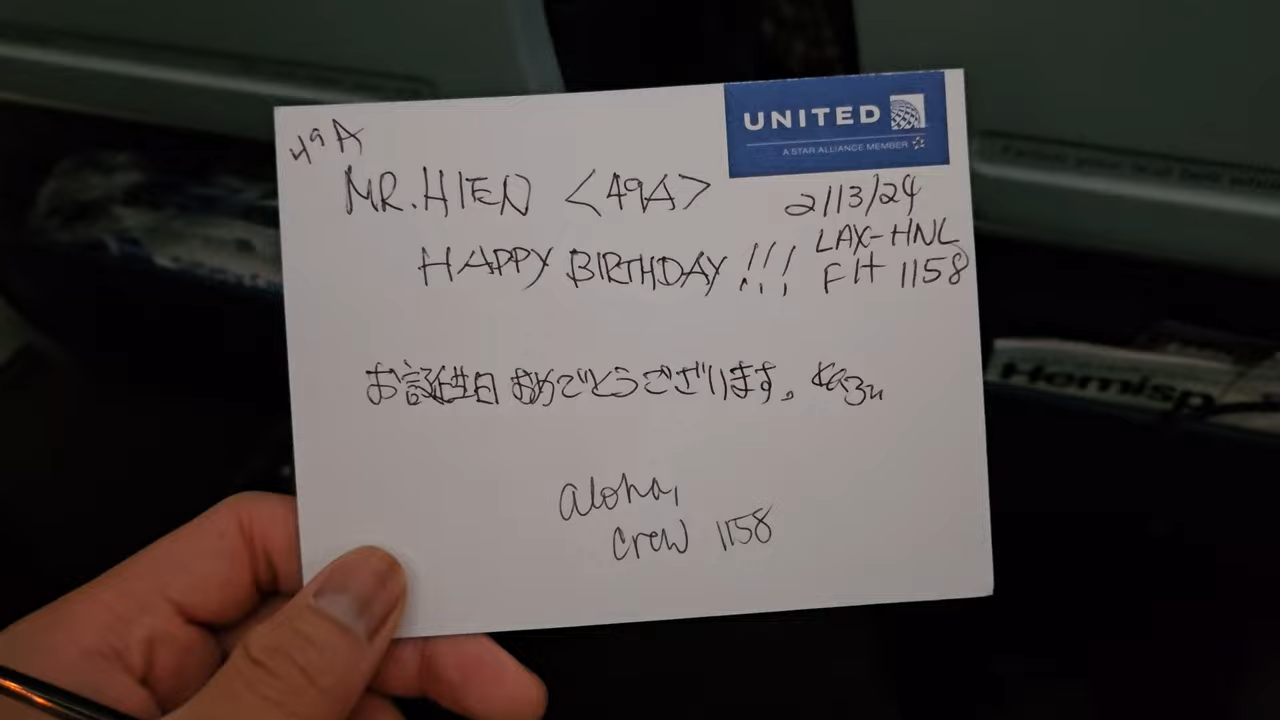 49A
UNITED
A STAR ALLIANCE MEMBER
MR. HIEN <49A>
2/13/24
LAX-HNL
HAPPY BIRTHDAY !!!
Flt 1158
お誕生日おめでとうございます。 Kazu
aloha,
crew 1158
Hemisp